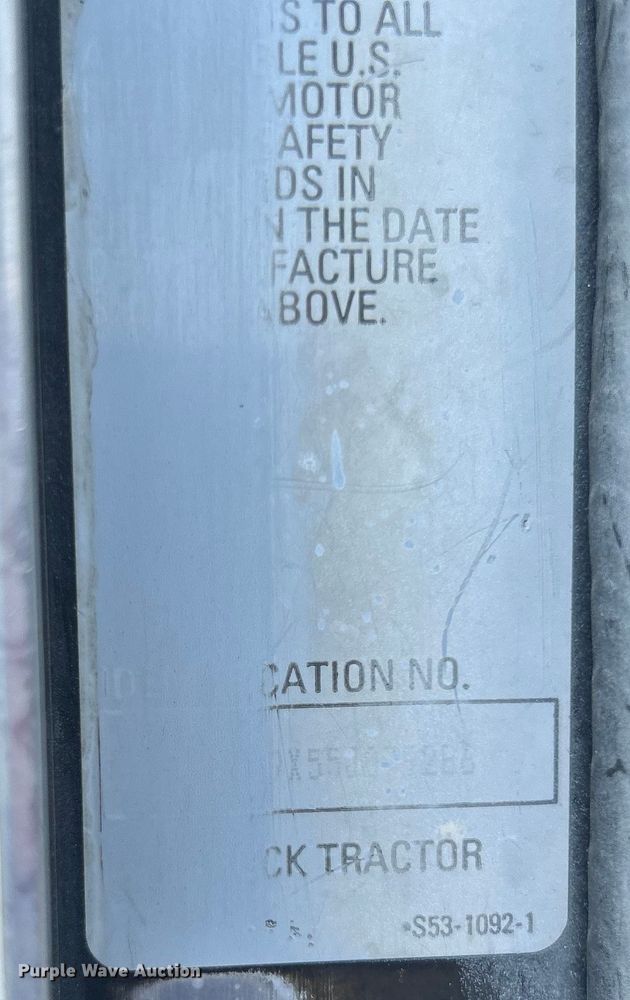 S TO ALL
LE U.S.
MOTOR
AFETY
DS IN
N THE DATE
FACTURE
BOVE.
CATION NO.
CK TRACTOR
S53-1092-1
Purple Wave Auction